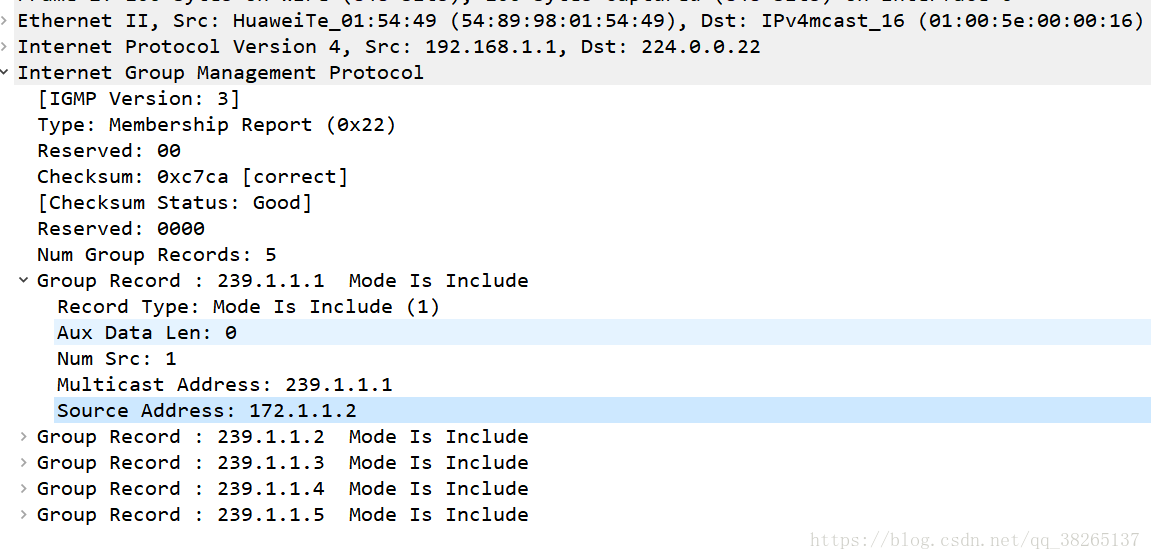 Ethernet II, Src: HuaweiTe_01:54:49 (54:89:98:01:54:49), Dst: IPv4mcast_16 (01:00:5e:00:00:16)
Internet Protocol Version 4, Src: 192.168.1.1, Dst: 224.0.0.22
Internet Group Management Protocol
[IGMP Version: 3]
Type: Membership Report (0x22)
Reserved: 00
Checksum: 0xc7ca [correct]
[Checksum Status: Good]
Reserved: 0000
Num Group Records: 5
Group Record : 239.1.1.1  Mode Is Include
Record Type: Mode Is Include (1)
Aux Data Len: 0
Num Src: 1
Multicast Address: 239.1.1.1
Source Address: 172.1.1.2
Group Record : 239.1.1.2  Mode Is Include
Group Record : 239.1.1.3  Mode Is Include
Group Record : 239.1.1.4  Mode Is Include
Group Record : 239.1.1.5  Mode Is Include
https://blog.csdn.net/qq_38265137